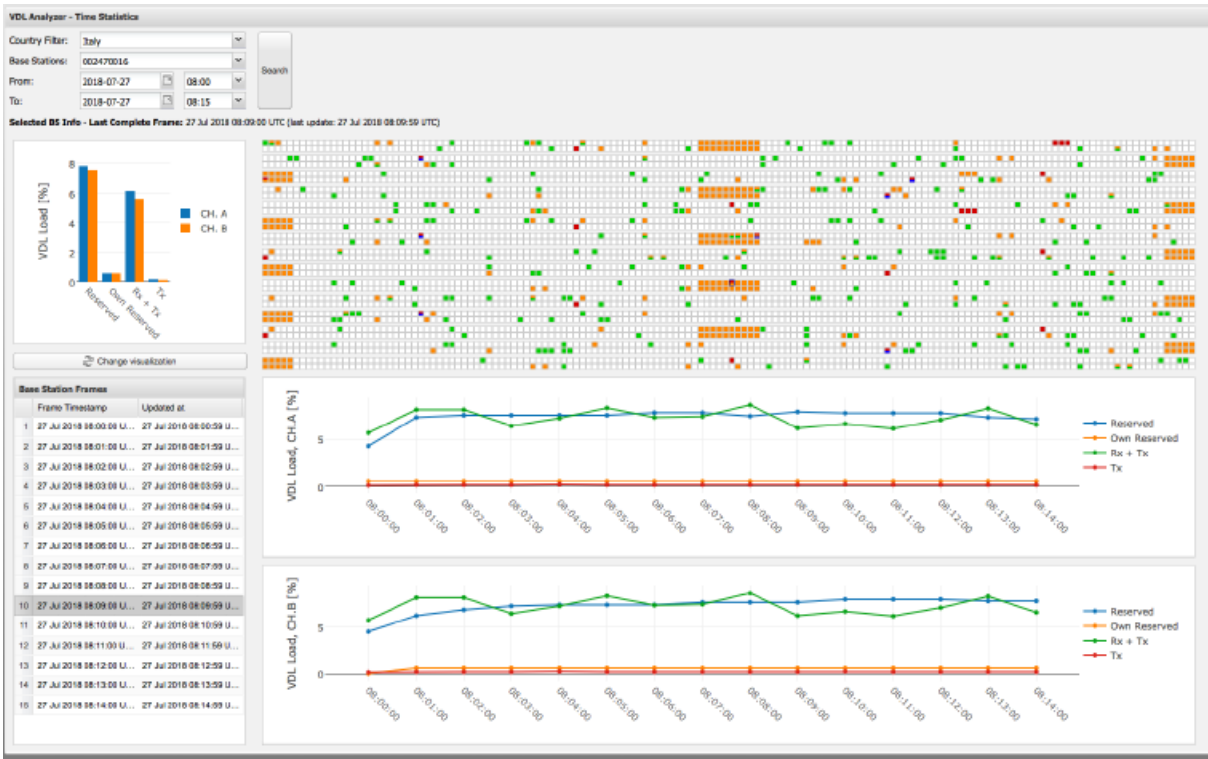 VDL Analyzer - Time Statistics
Country Filter: Italy
Base Stations: 002470016
From: 2018-07-27 08:00
To: 2018-07-27 08:15
Search
Selected BS Info - Last Complete Frame: 27 Jul 2018 08:09:00 UTC (last update: 27 Jul 2018 08:09:59 UTC)
VDL Load [%]
8
6
4
2
0
CH. A
CH. B
Reserved
Own Reserved
Rx + Tx
Tx
Change visualization
Base Station Frames
Frame Timestamp Updated at
1 27 Jul 2018 08:00:00 U... 27 Jul 2018 08:00:59 U...
2 27 Jul 2018 08:01:00 U... 27 Jul 2018 08:01:59 U...
3 27 Jul 2018 08:02:00 U... 27 Jul 2018 08:02:59 U...
4 27 Jul 2018 08:03:00 U... 27 Jul 2018 08:03:59 U...
5 27 Jul 2018 08:04:00 U... 27 Jul 2018 08:04:59 U...
6 27 Jul 2018 08:05:00 U... 27 Jul 2018 08:05:59 U...
7 27 Jul 2018 08:06:00 U... 27 Jul 2018 08:06:59 U...
8 27 Jul 2018 08:07:00 U... 27 Jul 2018 08:07:59 U...
9 27 Jul 2018 08:08:00 U... 27 Jul 2018 08:08:59 U...
10 27 Jul 2018 08:09:00 U... 27 Jul 2018 08:09:59 U...
11 27 Jul 2018 08:10:00 U... 27 Jul 2018 08:10:59 U...
12 27 Jul 2018 08:11:00 U... 27 Jul 2018 08:11:59 U...
13 27 Jul 2018 08:12:00 U... 27 Jul 2018 08:12:59 U...
14 27 Jul 2018 08:13:00 U... 27 Jul 2018 08:13:59 U...
15 27 Jul 2018 08:14:00 U... 27 Jul 2018 08:14:59 U...
VDL Load, CH.A [%]
5
0
08:00:00 08:01:00 08:02:00 08:03:00 08:04:00 08:05:00 08:06:00 08:07:00 08:08:00 08:09:00 08:10:00 08:11:00 08:12:00 08:13:00 08:14:00
Reserved
Own Reserved
Rx + Tx
Tx
VDL Load, CH.B [%]
5
0
08:00:00 08:01:00 08:02:00 08:03:00 08:04:00 08:05:00 08:06:00 08:07:00 08:08:00 08:09:00 08:10:00 08:11:00 08:12:00 08:13:00 08:14:00
Reserved
Own Reserved
Rx + Tx
Tx